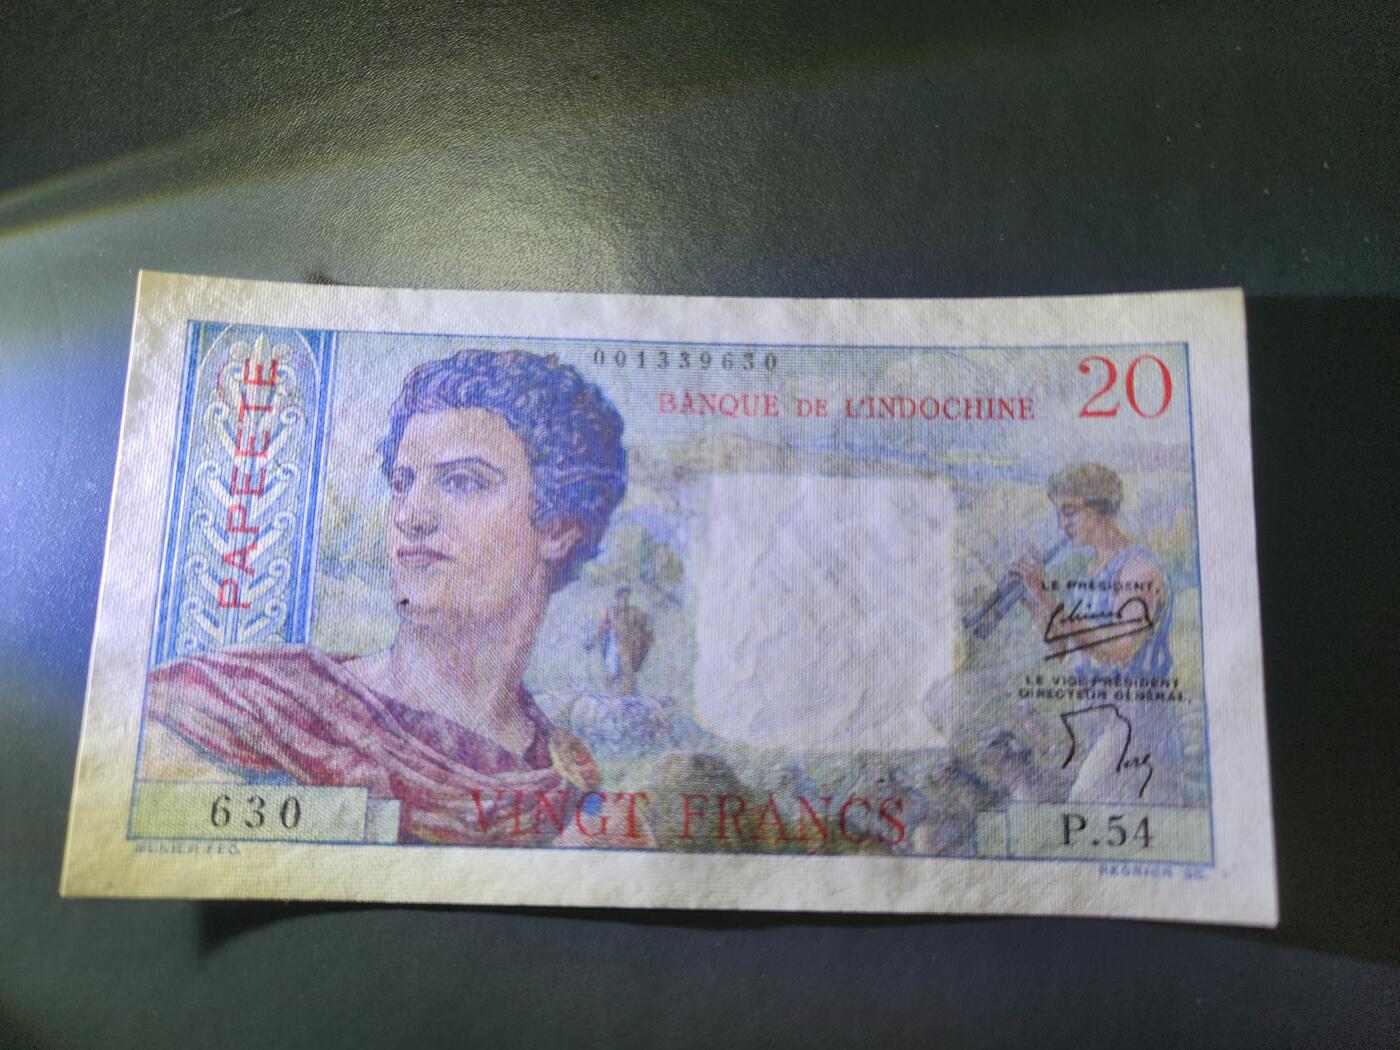 PAPEETE
001339630
BANQUE DE L'INDOCHINE
20
LE PRÉSIDENT,
LE VICE-PRÉSIDENT
DIRECTEUR GÉNÉRAL,
630
VINGT FRANCS
P.54